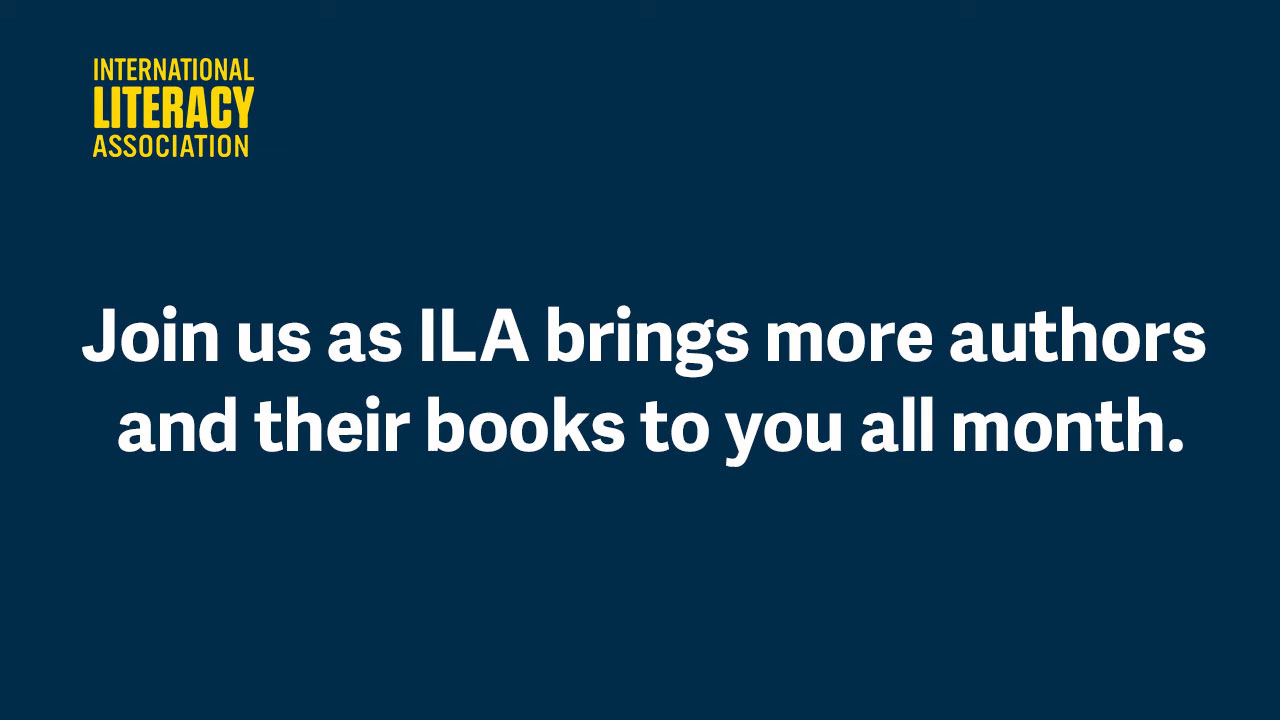 INTERNATIONAL
LITERACY
ASSOCIATION
Join us as ILA brings more authors
and their books to you all month.